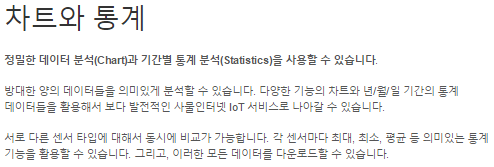 차트와 통계
정밀한 데이터 분석(Chart)과 기간별 통계 분석(Statistics)을 사용할 수 있습니다.
방대한 양의 데이터들을 의미있게 분석할 수 있습니다. 다양한 기능의 차트와 년/월/일 기간의 통계
데이터들을 활용해서 보다 발전적인 사물인터넷 IoT 서비스로 나아갈 수 있습니다.
서로 다른 센서 타입에 대해서 동시에 비교가 가능합니다. 각 센서마다 최대, 최소, 평균 등 의미있는 통계
기능을 활용할 수 있습니다. 그리고, 이러한 모든 데이터를 다운로드할 수 있습니다.